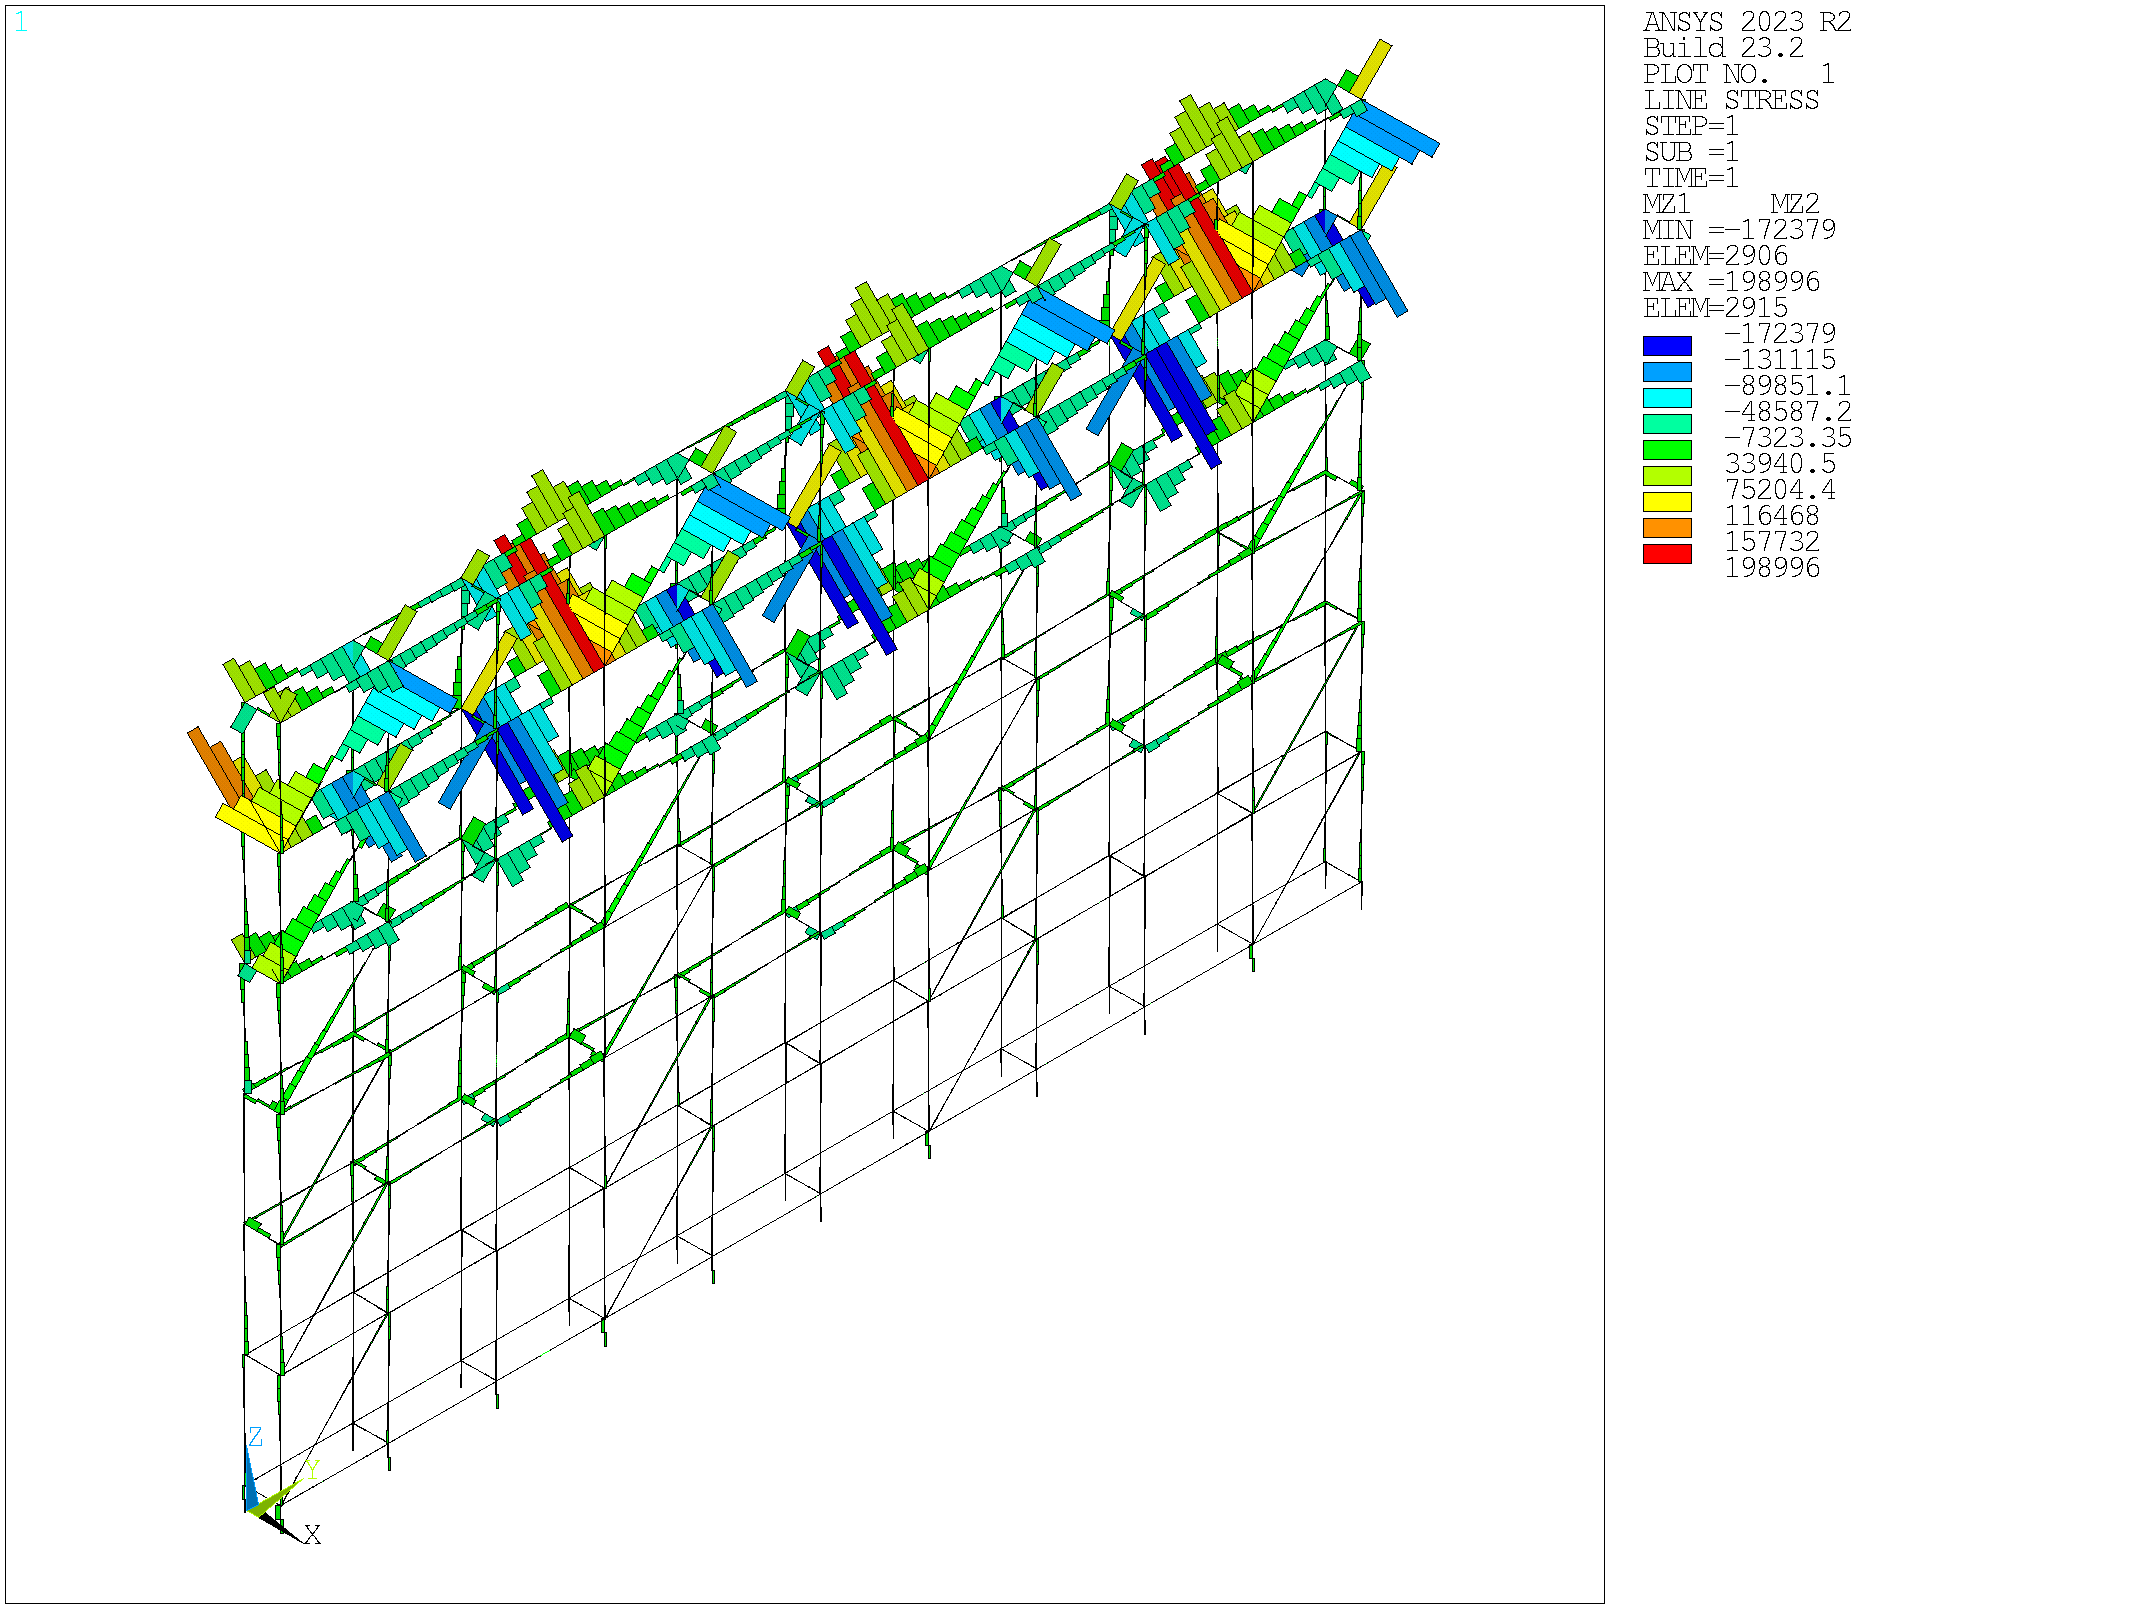 1
ANSYS 2023 R2
Build 23.2
PLOT NO. 1
LINE STRESS
STEP=1
SUB =1
TIME=1
MZ1 MZ2
MIN =-172379
ELEM=2906
MAX =198996
ELEM=2915
-172379
-131115
-89851.1
-48587.2
-7323.35
33940.5
75204.4
116468
157732
198996
Z
Y
X